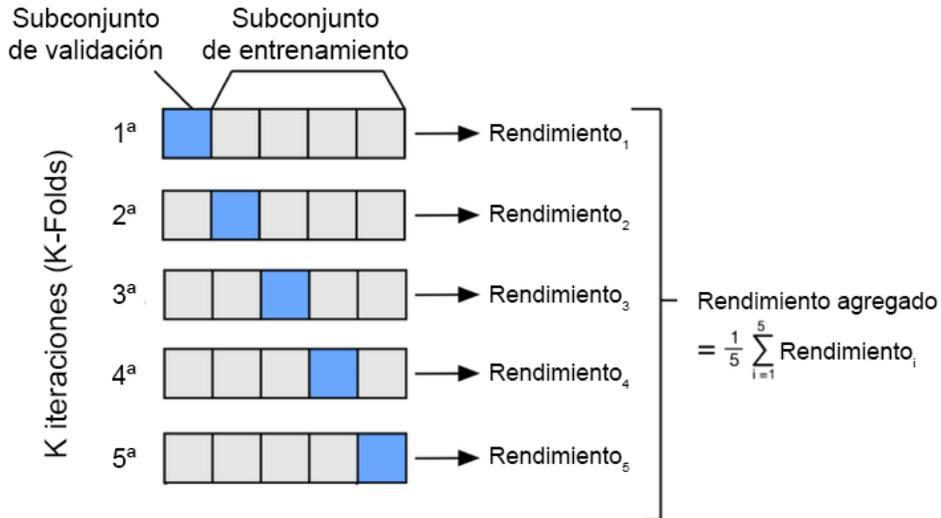 Subconjunto
de validación
Subconjunto
de entrenamiento
K iteraciones (K-Folds)
1ª
Rendimiento₁
2ª
Rendimiento₂
3ª
Rendimiento₃
4ª
Rendimiento₄
5ª
Rendimiento₅
Rendimiento agregado
= 1/5 ∑ i=1 5 Rendimientoᵢ